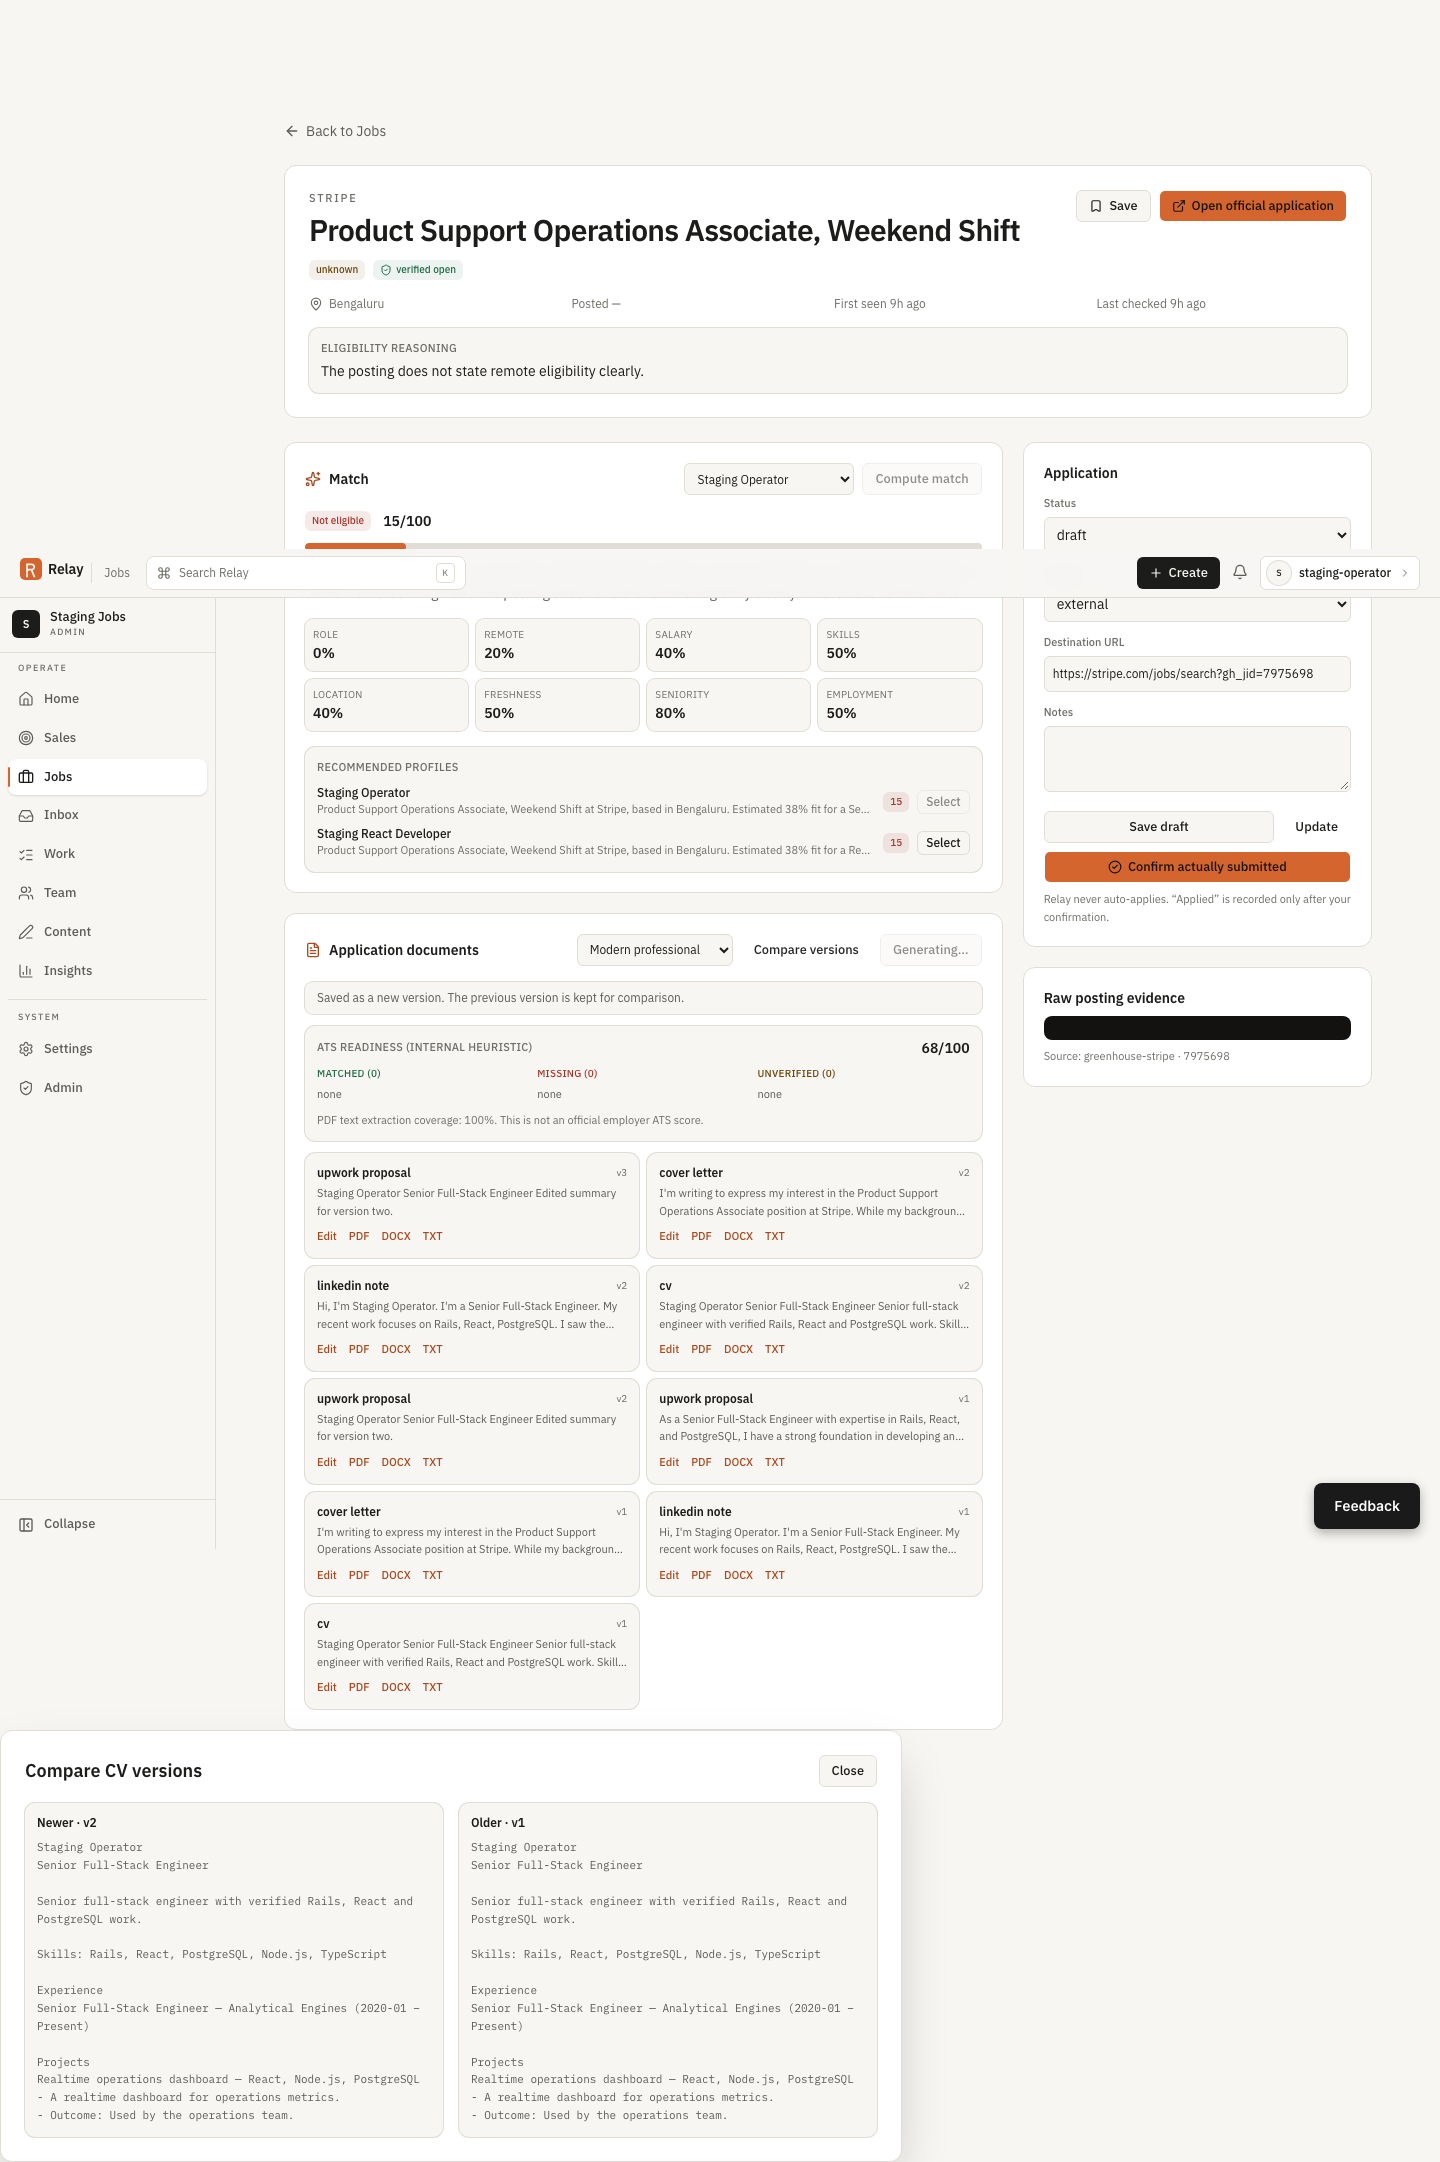 Back to Jobs
STRIPE
Product Support Operations Associate, Weekend Shift
Save
Open official application
unknown
verified open
Bengaluru
Posted —
First seen 9h ago
Last checked 9h ago
ELIGIBILITY REASONING
The posting does not state remote eligibility clearly.
Match
Staging Operator
Compute match
Not eligible
15/100
Application
Status
draft
Relay
Jobs
Search Relay
K
Create
S
staging-operator
external
Destination URL
https://stripe.com/jobs/search?gh_jid=7975698
Notes
Save draft
Update
Confirm actually submitted
Relay never auto-applies. “Applied” is recorded only after your
confirmation.
Raw posting evidence
Source: greenhouse-stripe · 7975698
S
Staging Jobs
ADMIN
OPERATE
Home
Sales
Jobs
Inbox
Work
Team
Content
Insights
SYSTEM
Settings
Admin
Collapse
ROLE
0%
REMOTE
20%
SALARY
40%
SKILLS
50%
LOCATION
40%
FRESHNESS
50%
SENIORITY
80%
EMPLOYMENT
50%
RECOMMENDED PROFILES
Staging Operator
Product Support Operations Associate, Weekend Shift at Stripe, based in Bengaluru. Estimated 38% fit for a Se...
15
Select
Staging React Developer
Product Support Operations Associate, Weekend Shift at Stripe, based in Bengaluru. Estimated 38% fit for a Re...
15
Select
Application documents
Modern professional
Compare versions
Generating...
Saved as a new version. The previous version is kept for comparison.
ATS READINESS (INTERNAL HEURISTIC)
68/100
MATCHED (0)
none
MISSING (0)
none
UNVERIFIED (0)
none
PDF text extraction coverage: 100%. This is not an official employer ATS score.
upwork proposal
v3
Staging Operator Senior Full-Stack Engineer Edited summary
for version two.
Edit PDF DOCX TXT
cover letter
v2
I'm writing to express my interest in the Product Support
Operations Associate position at Stripe. While my backgroun...
Edit PDF DOCX TXT
linkedin note
v2
Hi, I'm Staging Operator. I'm a Senior Full-Stack Engineer. My
recent work focuses on Rails, React, PostgreSQL. I saw the...
Edit PDF DOCX TXT
cv
v2
Staging Operator Senior Full-Stack Engineer Senior full-stack
engineer with verified Rails, React and PostgreSQL work. Skill...
Edit PDF DOCX TXT
upwork proposal
v2
Staging Operator Senior Full-Stack Engineer Edited summary
for version two.
Edit PDF DOCX TXT
upwork proposal
v1
As a Senior Full-Stack Engineer with expertise in Rails, React,
and PostgreSQL, I have a strong foundation in developing an...
Edit PDF DOCX TXT
cover letter
v1
I'm writing to express my interest in the Product Support
Operations Associate position at Stripe. While my backgroun...
Edit PDF DOCX TXT
linkedin note
v1
Hi, I'm Staging Operator. I'm a Senior Full-Stack Engineer. My
recent work focuses on Rails, React, PostgreSQL. I saw the...
Edit PDF DOCX TXT
cv
v1
Staging Operator Senior Full-Stack Engineer Senior full-stack
engineer with verified Rails, React and PostgreSQL work. Skill...
Edit PDF DOCX TXT
Feedback
Compare CV versions
Close
Newer · v2
Staging Operator
Senior Full-Stack Engineer
Senior full-stack engineer with verified Rails, React and
PostgreSQL work.
Skills: Rails, React, PostgreSQL, Node.js, TypeScript
Experience
Senior Full-Stack Engineer — Analytical Engines (2020-01 –
Present)
Projects
Realtime operations dashboard — React, Node.js, PostgreSQL
- A realtime dashboard for operations metrics.
- Outcome: Used by the operations team.
Older · v1
Staging Operator
Senior Full-Stack Engineer
Senior full-stack engineer with verified Rails, React and
PostgreSQL work.
Skills: Rails, React, PostgreSQL, Node.js, TypeScript
Experience
Senior Full-Stack Engineer — Analytical Engines (2020-01 –
Present)
Projects
Realtime operations dashboard — React, Node.js, PostgreSQL
- A realtime dashboard for operations metrics.
- Outcome: Used by the operations team.